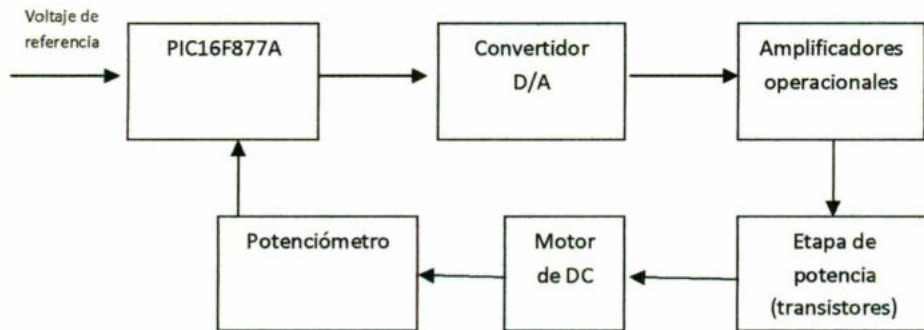 Voltaje de
referencia
PIC16F877A
Convertidor
D/A
Amplificadores
operacionales
Potenciómetro
Motor
de DC
Etapa de
potencia
(transistores)